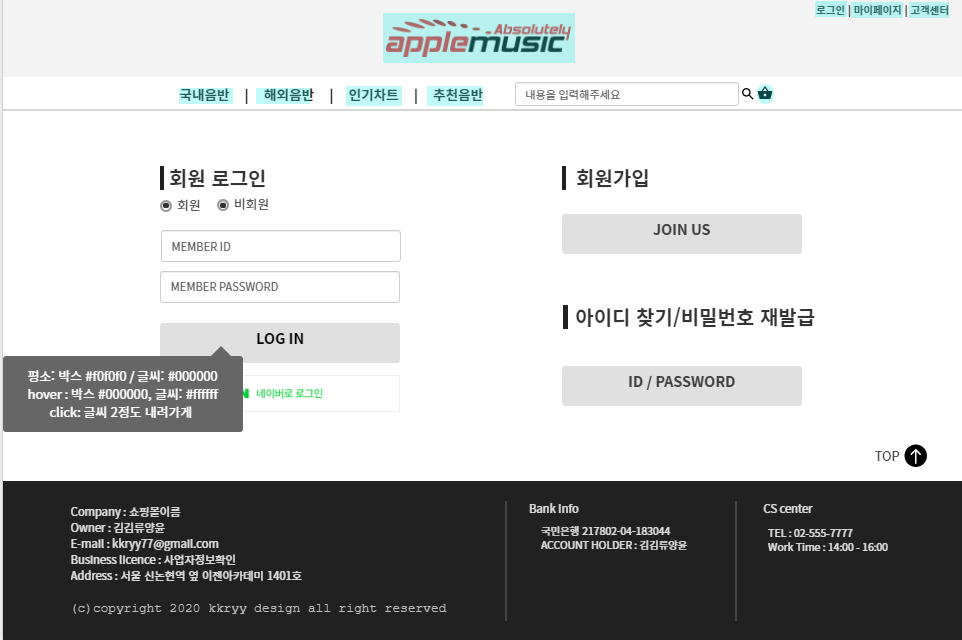 로그인 | 마이페이지 | 고객센터
Absolutely
applemusic
국내음반 | 해외음반 | 인기차트 | 추천음반
내용을 입력해주세요
회원 로그인
회원 비회원
MEMBER ID
MEMBER PASSWORD
LOG IN
평소: 박스 #f0f0f0 / 글씨: #000000
hover : 박스 #000000, 글씨: #ffffff
click: 글씨 2정도 내려가게
네이버로 로그인
회원가입
JOIN US
아이디 찾기/비밀번호 재발급
ID / PASSWORD
TOP
Company : 쇼핑몰이름
Owner : 김김류양윤
E-mail : kkryy77@gmail.com
Business licence : 사업자정보확인
Address : 서울 신논현역 옆 이젠아카데미 1401호
(c)copyright 2020 kkryy design all right reserved
Bank Info
국민은행 217802-04-183044
ACCOUNT HOLDER : 김김류양윤
CS center
TEL : 02-555-7777
Work Time : 14:00 - 16:00